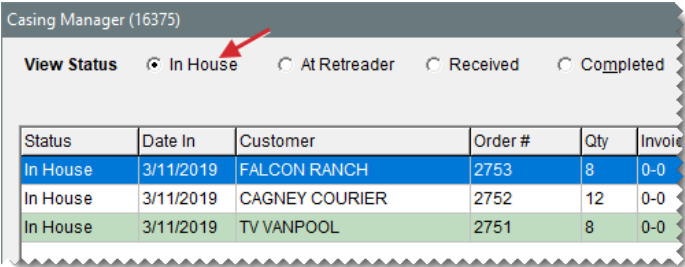 Casing Manager (16375)
View Status In House At Retreader Received Completed
Status Date In Customer Order # Qty Invoic
In House 3/11/2019 FALCON RANCH 2753 8 0-0
In House 3/11/2019 CAGNEY COURIER 2752 12 0-0
In House 3/11/2019 TV VANPOOL 2751 8 0-0